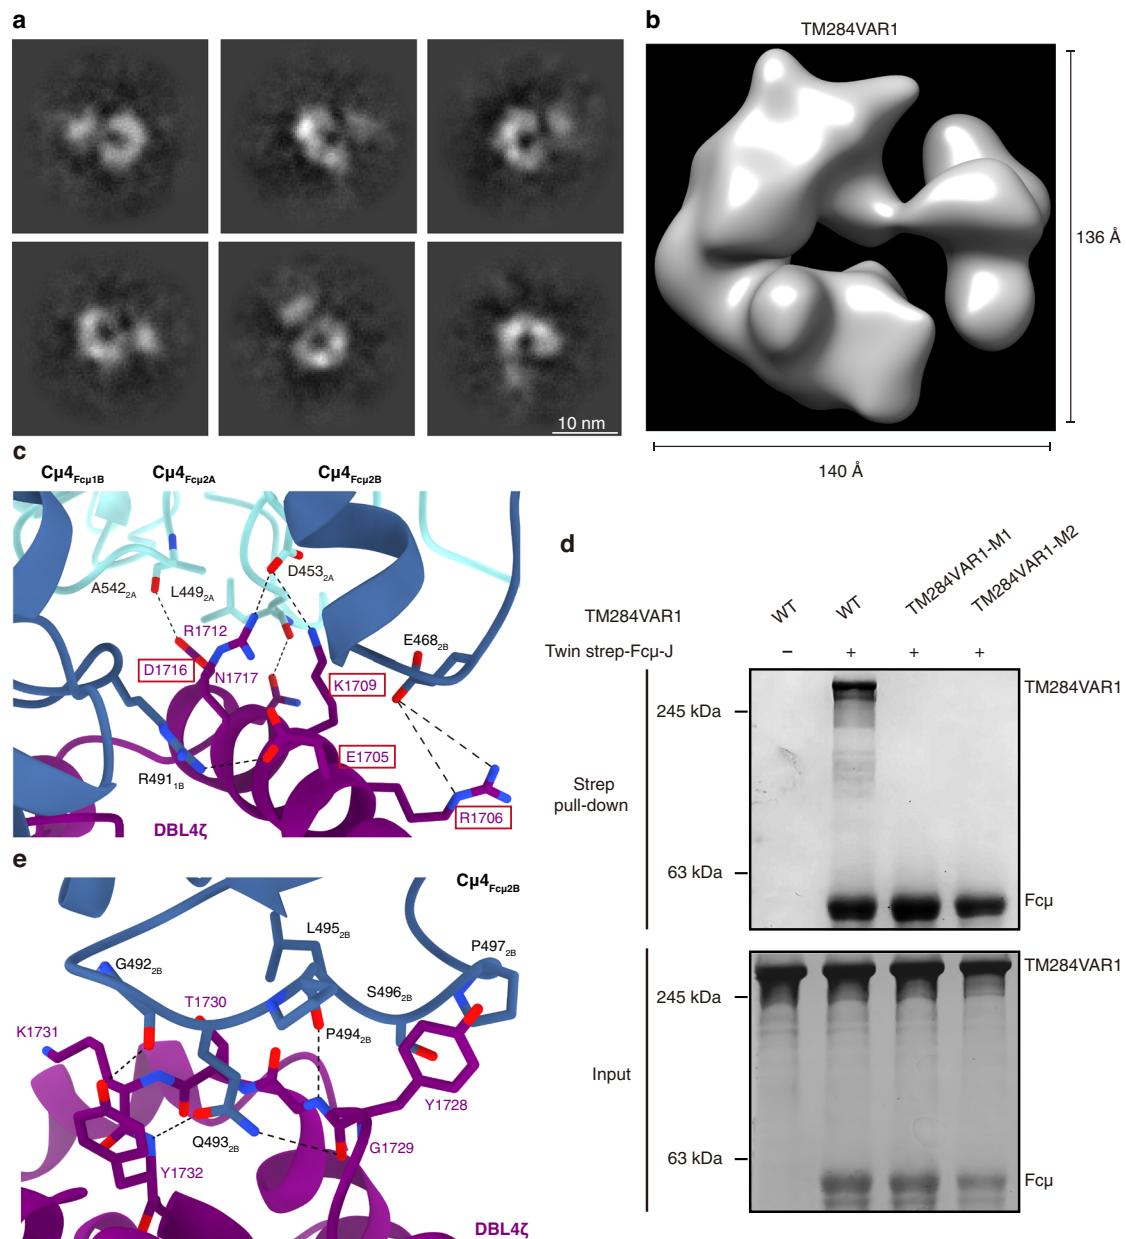 a
10 nm
b
TM284VAR1
136 Å
140 Å
c
Cμ4Fcμ1B
Cμ4Fcμ2A
Cμ4Fcμ2B
A5422A
L4492A
D4532A
R1712
E4682B
D1716
N1717
K1709
R4911B
E1705
R1706
DBL4ζ
d
TM284VAR1
WT
WT
TM284VAR1-M1
TM284VAR1-M2
Twin strep-Fcμ-J
–
+
+
+
TM284VAR1
245 kDa
Strep
pull-down
63 kDa
Fcμ
TM284VAR1
245 kDa
Input
63 kDa
Fcμ
e
Cμ4Fcμ2B
L4952B
P4972B
G4922B
S4962B
T1730
K1731
P4942B
Y1728
Q4932B
G1729
Y1732
DBL4ζ